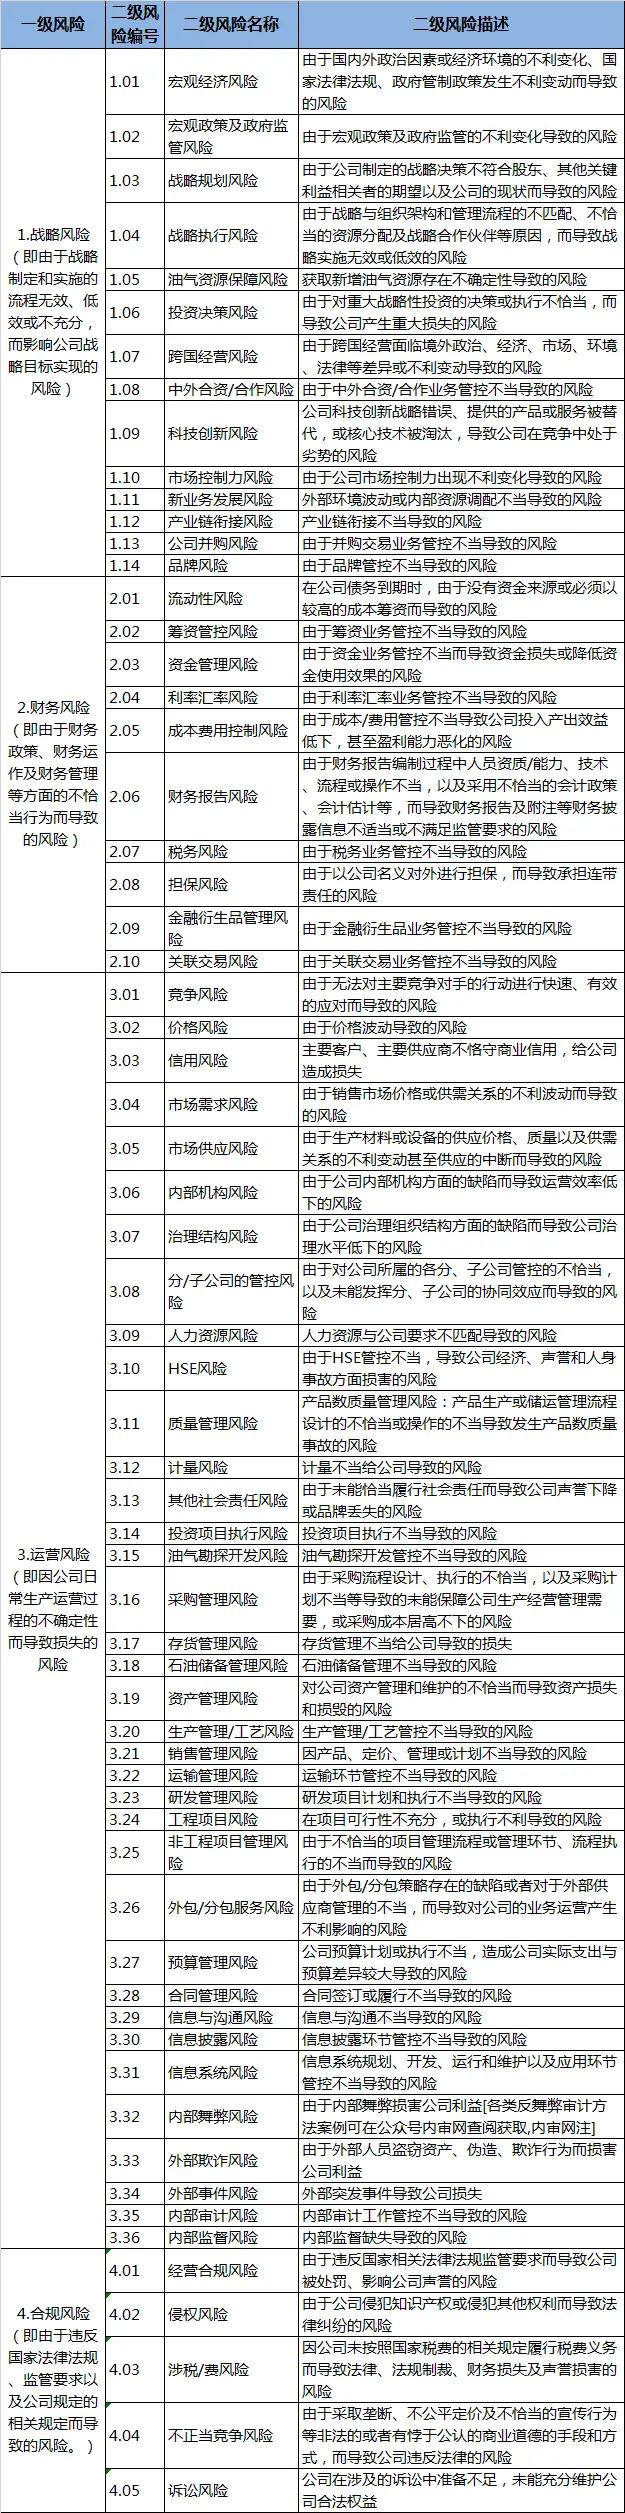 一级风险
二级风
险编号
二级风险名称
二级风险描述
1.战略风险
（即由于战略
制定和实施的
流程无效、低
效或不充分，
而影响公司战
略目标实现的
风险）
1.01
宏观经济风险
由于国内外政治因素或经济环境的不利变化、国
家法律法规、政府管制政策发生不利变动而导致
的风险
1.02
宏观政策及政府监
管风险
由于宏观政策及政府监管的不利变化导致的风险
1.03
战略规划风险
由于公司制定的战略决策不符合股东、其他关键
利益相关者的期望以及公司的现状而导致的风险
1.04
战略执行风险
由于战略与组织架构和管理流程的不匹配、不恰
当的资源分配及战略合作伙伴等原因，而导致战
略实施无效或低效的风险
1.05
油气资源保障风险
获取新增油气资源存在不确定性导致的风险
1.06
投资决策风险
由于对重大战略性投资的决策或执行不恰当，而
导致公司产生重大损失的风险
1.07
跨国经营风险
由于跨国经营面临境外政治、经济、市场、环境
、法律等差异或不利变动导致的风险
1.08
中外合资/合作风险
由于中外合资/合作业务管控不当导致的风险
1.09
科技创新风险
公司科技创新战略错误、提供的产品或服务被替
代，或核心技术被淘汰，导致公司在竞争中处于
劣势的风险
1.10
市场控制力风险
由于公司市场控制力出现不利变化导致的风险
1.11
新业务发展风险
外部环境波动或内部资源调配不当导致的风险
1.12
产业链衔接风险
产业链衔接不当导致的风险
1.13
公司并购风险
由于并购交易业务管控不当导致的风险
1.14
品牌风险
由于品牌管控不当导致的风险
2.财务风险
（即由于财务
政策、财务运
作及财务管理
等方面的不恰
当行为而导致
的风险）
2.01
流动性风险
在公司债务到期时，由于没有资金来源或必须以
较高的成本筹资而导致的风险
2.02
筹资管控风险
由于筹资业务管控不当导致的风险
2.03
资金管理风险
由于资金业务管控不当而导致资金损失或降低资
金使用效果的风险
2.04
利率汇率风险
由于利率汇率业务管控不当导致的风险
2.05
成本费用控制风险
由于成本/费用管控不当导致公司投入产出效益
低下，甚至盈利能力恶化的风险
2.06
财务报告风险
由于财务报告编制过程中人员资质/能力、技术
、流程或操作不当，以及采用不恰当的会计政策
、会计估计等，而导致财务报告及附注等财务披
露信息不适当或不满足监管要求的风险
2.07
税务风险
由于税务业务管控不当导致的风险
2.08
担保风险
由于以公司名义对外进行担保，而导致承担连带
责任的风险
2.09
金融衍生品管理风
险
由于金融衍生品业务管控不当导致的风险
2.10
关联交易风险
由于关联交易业务管控不当导致的风险
3.运营风险
（即因公司日
常生产运营过
程的不确定性
而导致损失的
风险
3.01
竞争风险
由于无法对主要竞争对手的行动进行快速、有效
的应对而导致的风险
3.02
价格风险
由于价格波动导致的风险
3.03
信用风险
主要客户、主要供应商不恪守商业信用，给公司
造成损失
3.04
市场需求风险
由于销售市场价格或供需关系的不利波动而导致
的风险
3.05
市场供应风险
由于生产材料或设备的供应价格、质量以及供需
关系的不利变动甚至供应的中断而导致的风险
3.06
内部机构风险
由于公司内部机构方面的缺陷而导致运营效率低
下的风险
3.07
治理结构风险
由于公司治理组织结构方面的缺陷而导致公司治
理水平低下的风险
3.08
分/子公司的管控风
险
由于对公司所属的各分、子公司管控的不恰当，
以及未能发挥分、子公司的协同效应而导致的风
险
3.09
人力资源风险
人力资源与公司要求不匹配导致的风险
3.10
HSE风险
由于HSE管控不当，导致公司经济、声誉和人身
事故方面损害的风险
3.11
质量管理风险
产品数质量管理风险：产品生产或储运管理流程
设计的不恰当或操作的不当导致发生产品数质量
事故的风险
3.12
计量风险
计量不当给公司导致的风险
3.13
其他社会责任风险
由于未能恰当履行社会责任而导致公司声誉下降
或品牌丢失的风险
3.14
投资项目执行风险
投资项目执行不当导致的风险
3.15
油气勘探开发风险
油气勘探开发管控不当导致的风险
3.16
采购管理风险
由于采购流程设计、执行的不恰当，以及采购计
划不当等导致的未能保障公司生产经营管理需
要，或采购成本居高不下的风险
3.17
存货管理风险
存货管理不当给公司导致的损失
3.18
石油储备管理风险
石油储备管理不当导致的风险
3.19
资产管理风险
对公司资产管理和维护的不恰当而导致资产损失
和损毁的风险
3.20
生产管理/工艺风险
生产管理/工艺管控不当导致的风险
3.21
销售管理风险
因产品、定价、管理或计划不当导致的风险
3.22
运输管理风险
运输环节管控不当导致的风险
3.23
研发管理风险
研发项目计划和执行不当导致的风险
3.24
工程项目风险
在项目可行性不充分，或执行不利导致的风险
3.25
非工程项目管理风
险
由于不恰当的项目管理流程或管理环节、流程执
行的不当而导致的风险
3.26
外包/分包服务风险
由于外包/分包策略存在的缺陷或者对于外部供
应商管理的不当，而导致对公司的业务运营产生
不利影响的风险
3.27
预算管理风险
公司预算计划或执行不当，造成公司实际支出与
预算差异较大导致的风险
3.28
合同管理风险
合同签订或履行不当导致的风险
3.29
信息与沟通风险
信息与沟通不当导致的风险
3.30
信息披露风险
信息披露环节管控不当导致的风险
3.31
信息系统风险
信息系统规划、开发、运行和维护以及应用环节
管控不当导致的风险
3.32
内部舞弊风险
由于内部舞弊损害公司利益[各类反舞弊审计方
法案例可在公众号内审网查阅获取,内审网注]
3.33
外部欺诈风险
由于外部人员盗窃资产、伪造、欺诈行为而损害
公司利益
3.34
外部事件风险
外部突发事件导致公司损失
3.35
内部审计风险
内部审计工作管控不当导致的风险
3.36
内部监督风险
内部监督缺失导致的风险
4.合规风险
（即由于违反
国家法律法规
、监管要求以
及公司规定的
相关规定而导
致的风险。）
4.01
经营合规风险
由于违反国家相关法律法规监管要求而导致公司
被处罚、影响公司声誉的风险
4.02
侵权风险
由于公司侵犯知识产权或侵犯其他权利而导致法
律纠纷的风险
4.03
涉税/费风险
因公司未按照国家税费的相关规定履行税费义务
而导致法律、法规制裁、财务损失及声誉损害的
风险
4.04
不正当竞争风险
由于采取垄断、不公平定价及不恰当的宣传行为
等非法的或者有悖于公认的商业道德的手段和方
式，而导致公司违反法律的风险
4.05
诉讼风险
公司在涉及的诉讼中准备不足，未能充分维护公
司合法权益